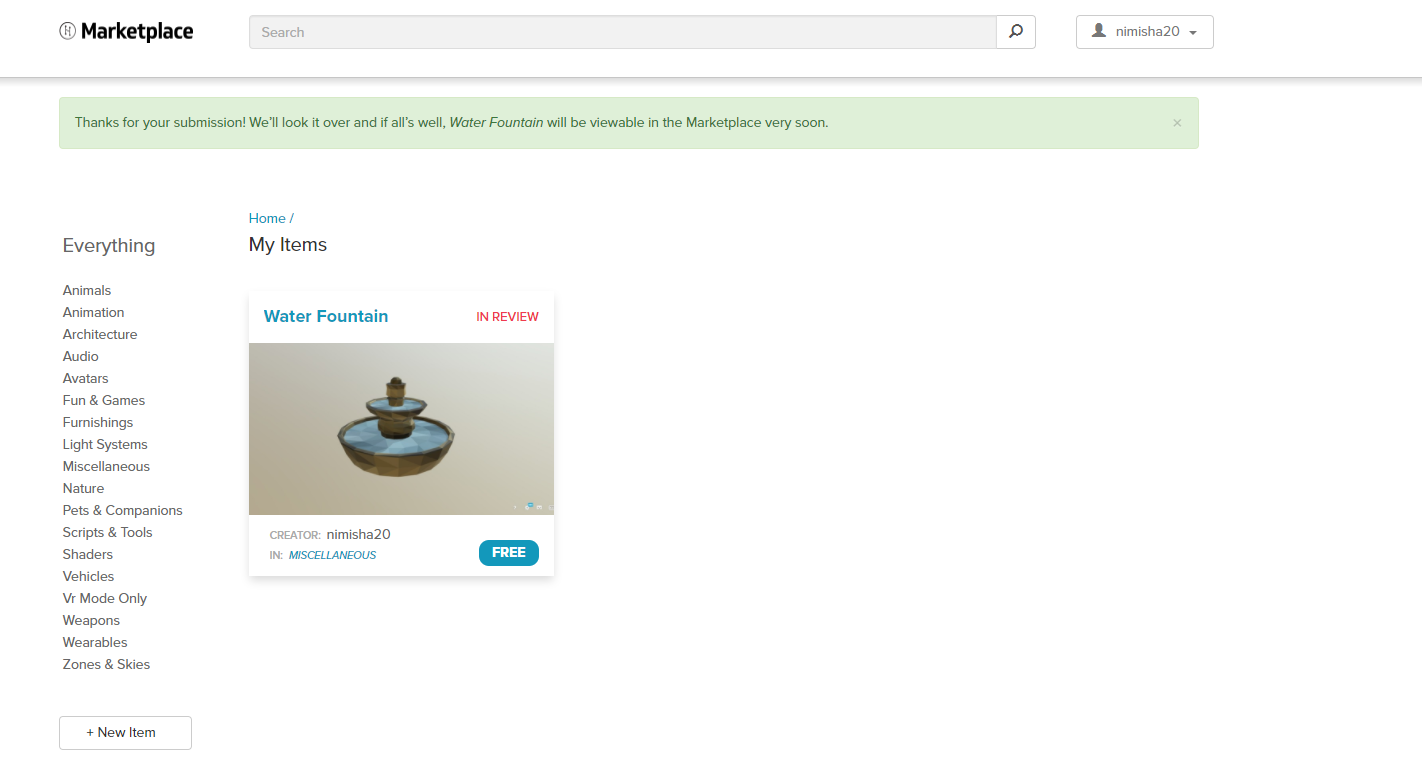 Marketplace
Search
nimisha20
Thanks for your submission! We’ll look it over and if all’s well, Water Fountain will be viewable in the Marketplace very soon. ×
Home /
My Items
Everything
Animals
Animation
Architecture
Audio
Avatars
Fun & Games
Furnishings
Light Systems
Miscellaneous
Nature
Pets & Companions
Scripts & Tools
Shaders
Vehicles
Vr Mode Only
Weapons
Wearables
Zones & Skies
+ New Item
Water Fountain
IN REVIEW
CREATOR: nimisha20
IN: MISCELLANEOUS
FREE